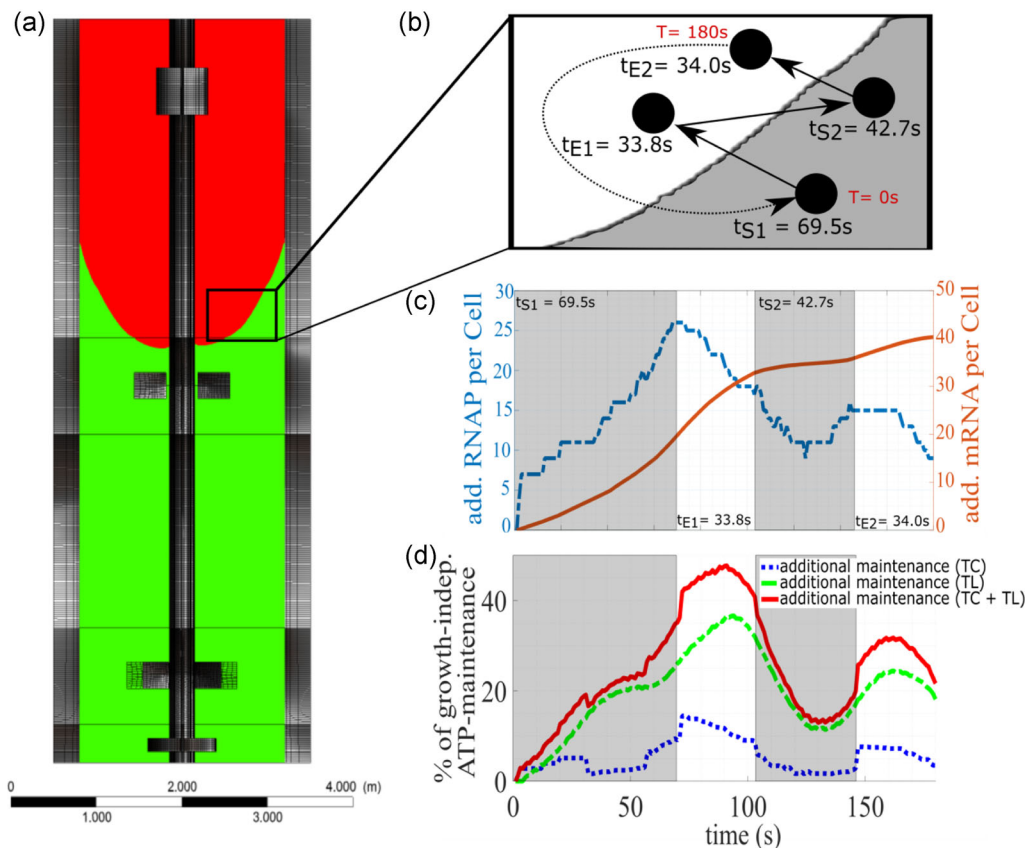 (a)
0 2.000 4.000 (m)
1.000 3.000
(b)
T= 180s
tE2= 34.0s
tE1= 33.8s
tS2= 42.7s
T= 0s
tS1 = 69.5s
(c)
add. RNAP per Cell
30
25
20
15
10
5
0
tS1 = 69.5s
tS2= 42.7s
tE1 = 33.8s
tE2 = 34.0s
50
40
30
20
10
0
add. mRNA per Cell
(d)
% of growth-indep.
ATP-maintenance
40
20
0
additional maintenance (TC)
additional maintenance (TL)
additional maintenance (TC + TL)
0 50 100 150
time (s)